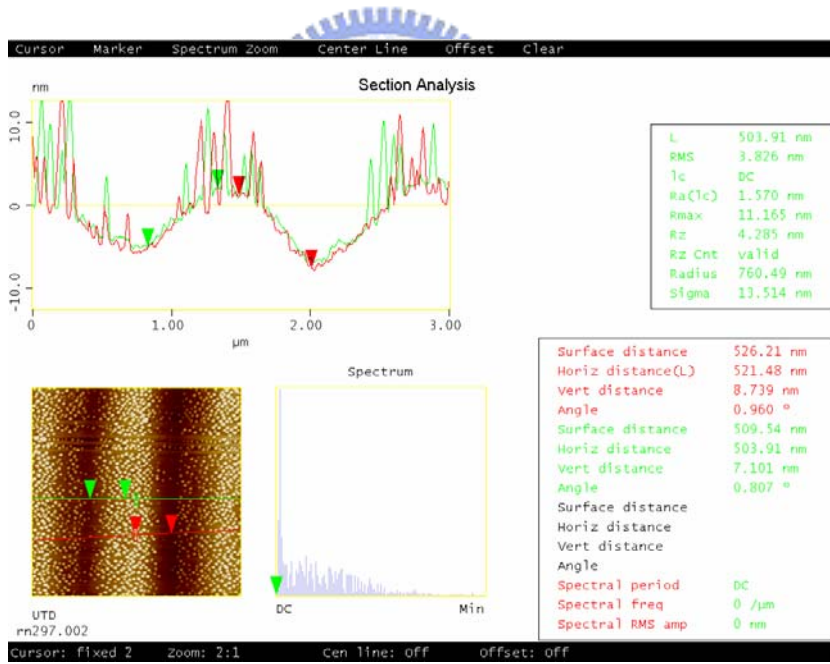 Cursor Marker Spectrum Zoom Center Line Offset Clear
Section Analysis
nm
10.0
0
-10.0
0 1.00 2.00 3.00
µm
L 503.91 nm
RMS 3.826 nm
lc DC
Ra(lc) 1.570 nm
Rmax 11.165 nm
Rz 4.285 nm
Rz Cnt valid
Radius 760.49 nm
Sigma 13.514 nm
Surface distance 526.21 nm
Horiz distance(L) 521.48 nm
Vert distance 8.739 nm
Angle 0.960 °
Surface distance 509.54 nm
Horiz distance 503.91 nm
Vert distance 7.101 nm
Angle 0.807 °
Surface distance
Horiz distance
Vert distance
Angle
Spectral period DC
Spectral freq 0 /µm
Spectral RMS amp 0 nm
Spectrum
DC Min
UTD
rn297.002
Cursor: fixed 2 Zoom: 2:1 Cen line: Off Offset: Off